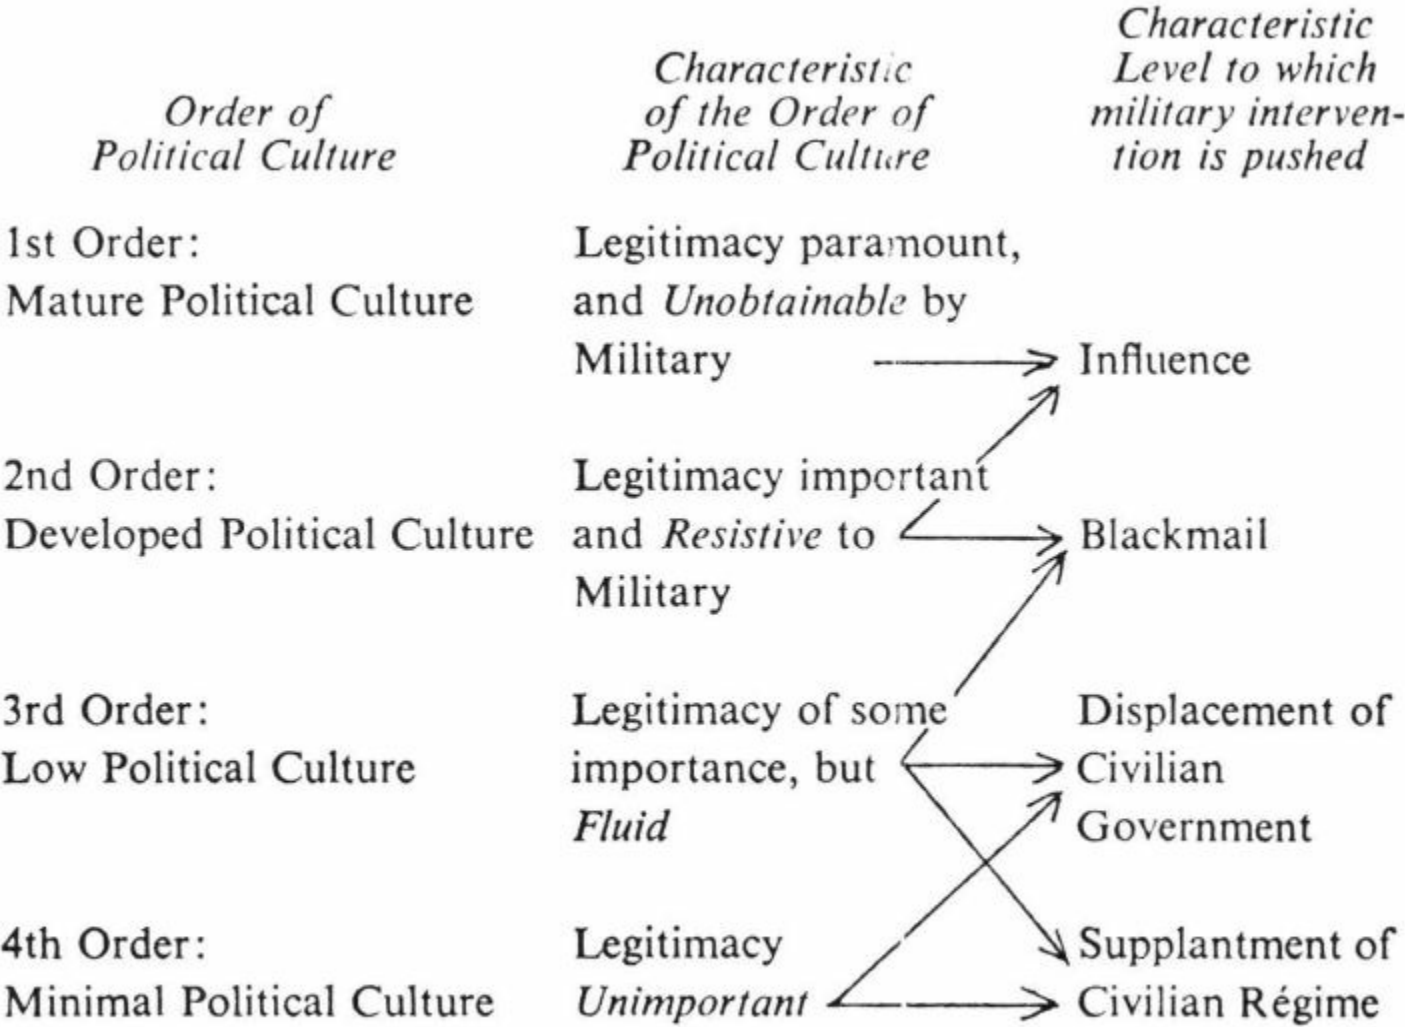 Order of
Political Culture
Characteristic
of the Order of
Political Culture
Characteristic
Level to which
military interven-
tion is pushed
1st Order:
Mature Political Culture
Legitimacy paramount,
and Unobtainable by
Military
Influence
2nd Order:
Developed Political Culture
Legitimacy important
and Resistive to
Military
Blackmail
3rd Order:
Low Political Culture
Legitimacy of some
importance, but
Fluid
Displacement of
Civilian
Government
4th Order:
Minimal Political Culture
Legitimacy
Unimportant
Supplantment of
Civilian Régime